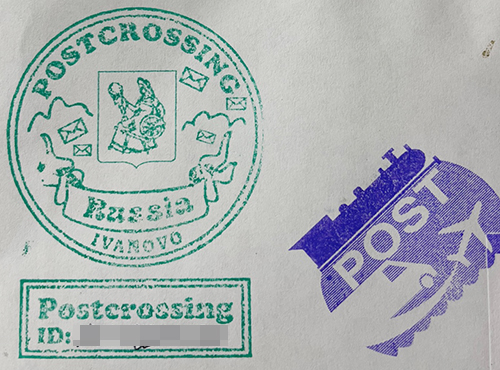 POSTCROSSING
Russia
IVANOVO
Postcrossing
ID:
POST